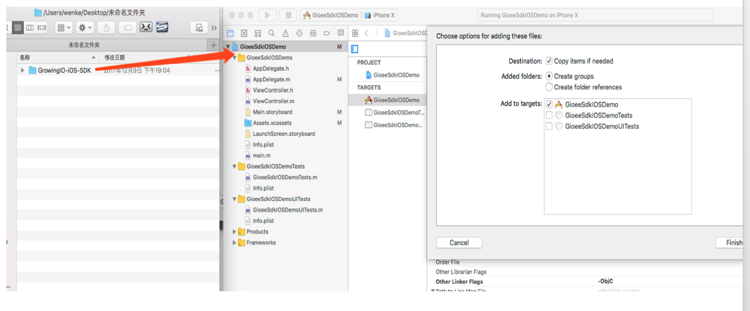 /Users/wenke/Desktop/未命名文件夹
未命名文件夹
名称
修改日期
GrowingIO-iOS-SDK
2017年12月9日 下午19:04
GioeeSdkIOSDemo
iPhone X
Running GioeeSdkIOSDemo on iPhone X
GioeeSdkIOSDemo M
GioeeSdkIOSDemo
AppDelegate.h
AppDelegate.m M
ViewController.h
ViewController.m
Main.storyboard M
Assets.xcassets M
LaunchScreen.storyboard
Info.plist
main.m
GioeeSdkIOSDemoTests
GioeeSdkIOSDemoTests.m
Info.plist
GioeeSdkIOSDemoUITests
GioeeSdkIOSDemoUITests.m
Info.plist
Products
Frameworks
GioeeSdkIOS
PROJECT
GioeeSdkIOSDemo
TARGETS
GioeeSdkIOSDemo
GioeeSdkIOSDemoT...
GioeeSdkIOSDemo...
Choose options for adding these files:
Destination: Copy items if needed
Added folders: Create groups
Create folder references
Add to targets: GioeeSdkIOSDemo
GioeeSdkIOSDemoTests
GioeeSdkIOSDemoUITests
Cancel
Finish
Order File
Other Librarian Flags
Other Linker Flags -ObjC